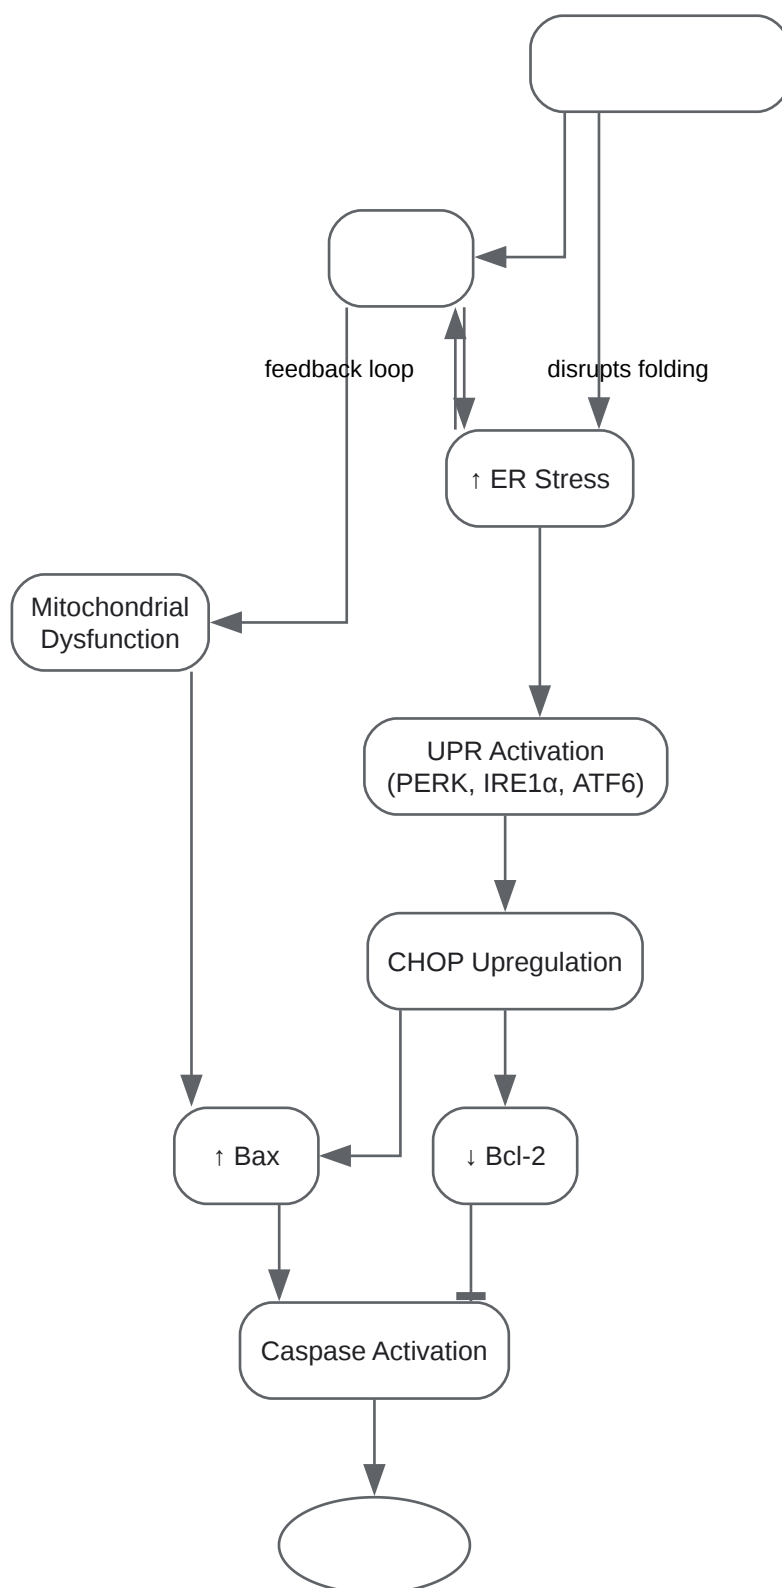 feedback loop
disrupts folding
↑ ER Stress
Mitochondrial
Dysfunction
UPR Activation
(PERK, IRE1α, ATF6)
CHOP Upregulation
↑ Bax
↓ Bcl-2
Caspase Activation